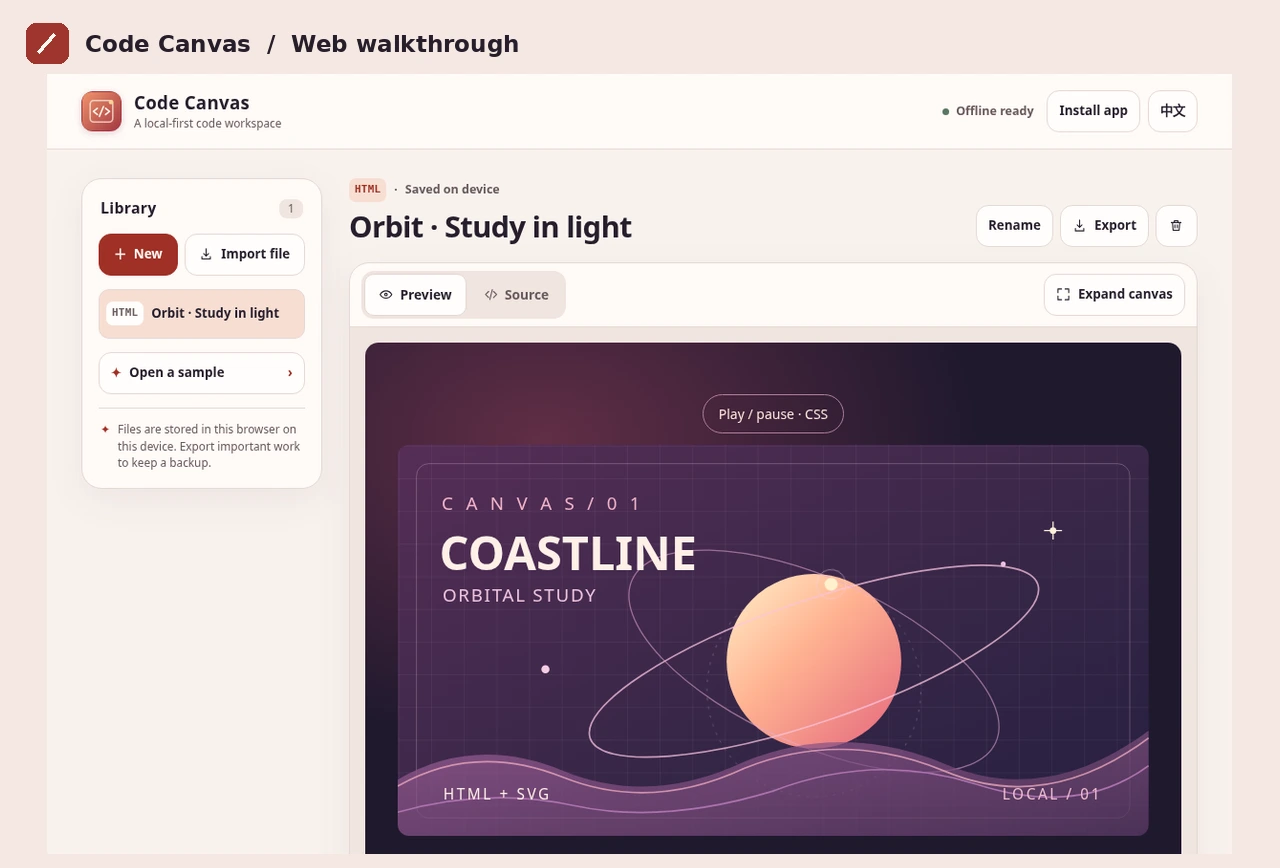 Code Canvas / Web walkthrough
Code Canvas
A local-first code workspace
Offline ready
Install app
中文
Library
1
New
Import file
HTML
Orbit · Study in light
Open a sample
Files are stored in this browser on
this device. Export important work
to keep a backup.
HTML · Saved on device
Orbit · Study in light
Rename
Export
Preview
Source
Expand canvas
Play / pause · CSS
CANVAS/01
COASTLINE
ORBITAL STUDY
HTML + SVG
LOCAL / 01